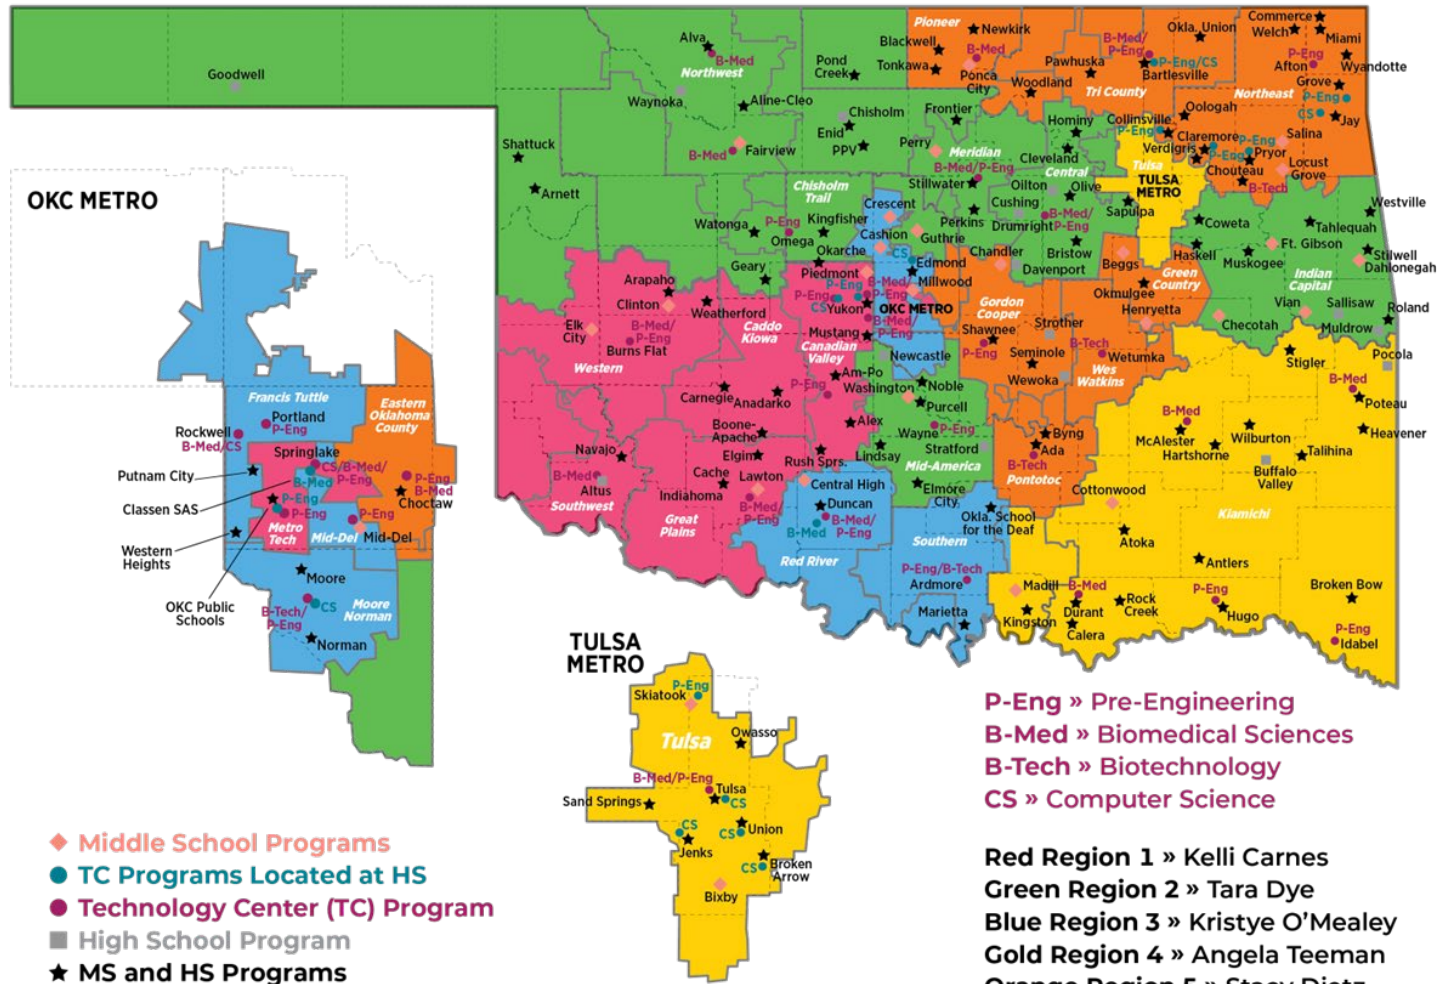 Goodwell
Alva
B-Med
Northwest
Waynoka
Aline-Cleo
Pond
Creek
Chisholm
Enid
PPV
Shattuck
Arnett
B-Med
Fairview
Pioneer
Newkirk
Blackwell
Tonkawa
B-Med
Ponca
City
Woodland
Frontier
Perry
Meridian
B-Med/P-Eng
Stillwater
Perkins
B-Med/
P-Eng
P-Eng/CS
Pawhuska
Bartlesville
Tri County
Okla. Union
Commerce
Welch
Miami
P-Eng
Afton
Wyandotte
Grove
P-Eng
Northeast
CS
Jay
Oologah
Collinsville
P-Eng
Claremore
P-Eng
Verdigris
P-Eng
Pryor
Salina
Locust
Grove
Chouteau
B-Tech
Hominy
Cleveland
Central
Oilton
Olive
Cushing
Drumright
B-Med/
P-Eng
Bristow
Davenport
Tulsa
TULSA
METRO
Sapulpa
Chisholm
Trail
Watonga
P-Eng
Omega
Kingfisher
Okarche
Geary
Crescent
Cashion
Guthrie
CS
Edmond
Chandler
Piedmont
Millwood
P-Eng
B-Med/
P-Eng
P-Eng
CS
Yukon
OKC METRO
B-Med/
P-Eng
Mustang
Canadian
Valley
Newcastle
Coweta
Haskell
Westville
Tahlequah
Ft. Gibson
Stilwell
Dahlonegah
Muskogee
Indian
Capital
Vian
Sallisaw
Roland
Muldrow
Checotah
Beggs
Green
Country
Okmulgee
Henryetta
Gordon
Cooper
Shawnee
P-Eng
Strother
Seminole
Wewoka
B-Tech
Wetumka
Wes
Watkins
Arapaho
Clinton
Weatherford
Elk
City
B-Med/
P-Eng
Burns Flat
Western
Caddo
Kiowa
Carnegie
Anadarko
P-Eng
Am-Po
Washington
Noble
Purcell
Alex
Wayne
P-Eng
Lindsay
Stratford
Mid-America
Elmore
City
Boone-
Apache
Navajo
Elgin
Rush Sprs.
B-Med
Altus
Southwest
Cache
Indiahoma
Lawton
B-Med/
P-Eng
Great
Plains
Central High
Duncan
B-Med
B-Med/
P-Eng
Red River
Byng
Ada
B-Tech
Pontotoc
Okla. School
for the Deaf
Southern
P-Eng/B-Tech
Ardmore
Marietta
Stigler
Pocola
B-Med
Poteau
Heavener
B-Med
McAlester
Hartshorne
Wilburton
Talihina
Buffalo
Valley
Cottonwood
Kiamichi
Atoka
Antlers
Broken Bow
Madill
B-Med
Kingston
Durant
Calera
Rock
Creek
P-Eng
Hugo
P-Eng
Idabel
OKC METRO
Francis Tuttle
Portland
P-Eng
Rockwell
B-Med/CS
Eastern
Oklahoma
County
Springlake
CS/B-Med/
P-Eng
B-Med
Putnam City
Classen SAS
P-Eng
P-Eng
Metro
Tech
P-Eng
Mid-Del
Mid-Del
P-Eng
B-Med
Choctaw
Western
Heights
OKC Public
Schools
Moore
B-Tech/
P-Eng
CS
Moore
Norman
Norman
TULSA
METRO
P-Eng
Skiatook
Tulsa
Owasso
B-Med/P-Eng
Tulsa
CS
Sand Springs
CS
Jenks
CS
Union
CS
Broken
Arrow
Bixby
Middle School Programs
TC Programs Located at HS
Technology Center (TC) Program
High School Program
MS and HS Programs
P-Eng » Pre-Engineering
B-Med » Biomedical Sciences
B-Tech » Biotechnology
CS » Computer Science
Red Region 1 » Kelli Carnes
Green Region 2 » Tara Dye
Blue Region 3 » Kristye O'Mealey
Gold Region 4 » Angela Teeman
Orange Region 5 » Stacy Dietz